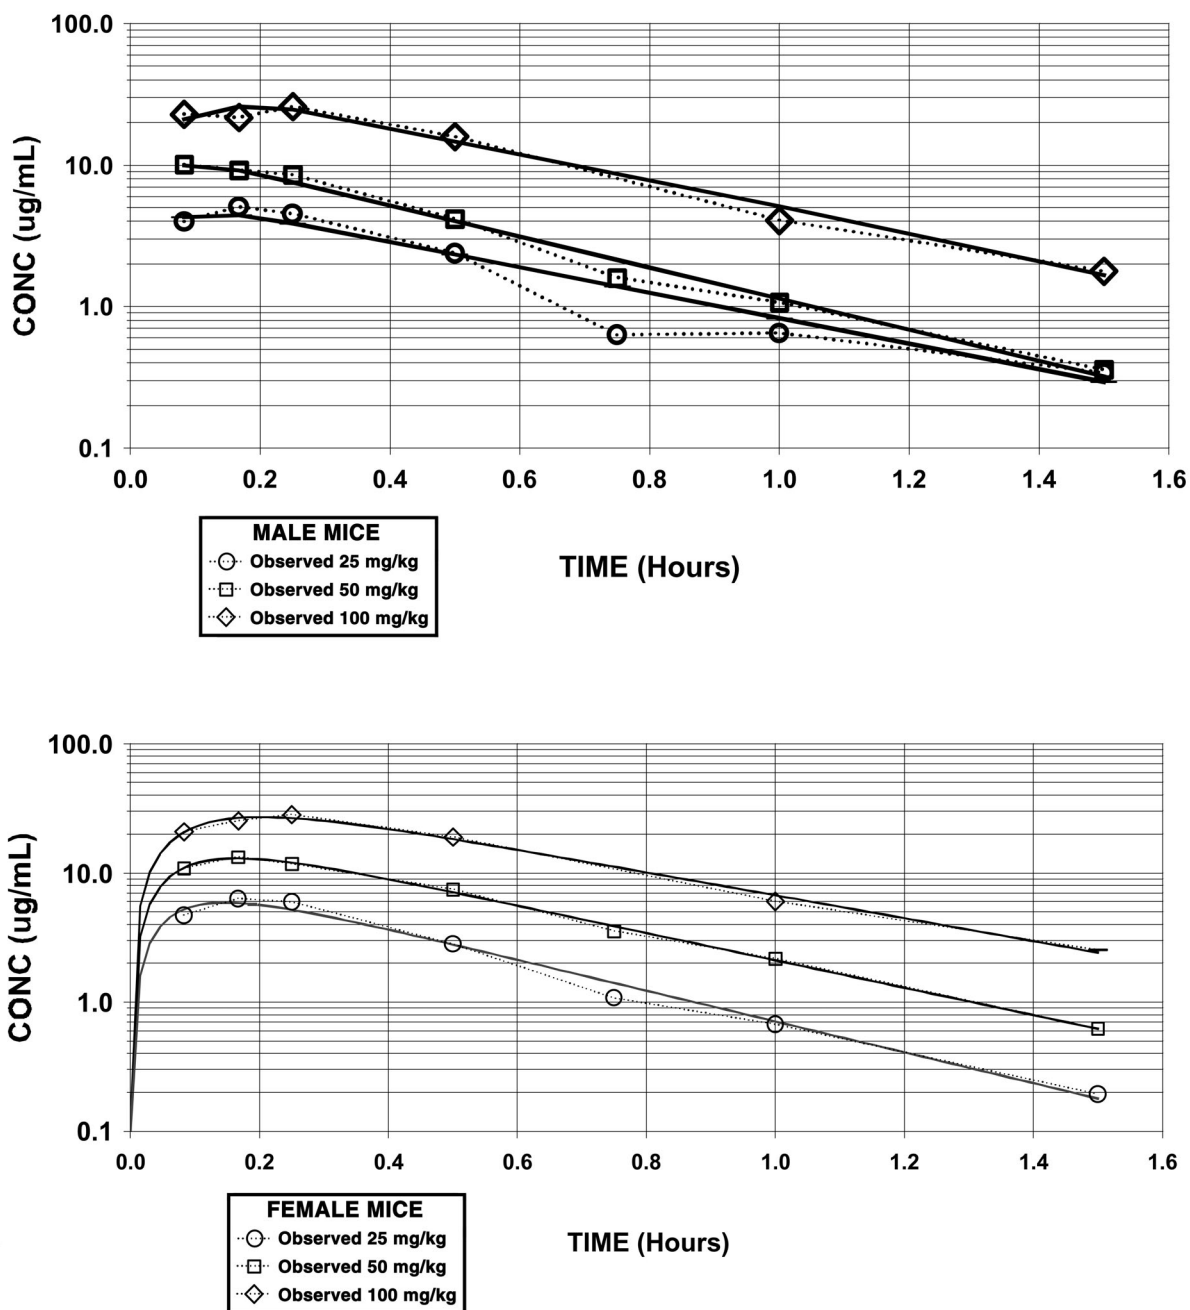 100.0
10.0
1.0
0.1
CONC (ug/mL)
0.0 0.2 0.4 0.6 0.8 1.0 1.2 1.4 1.6
TIME (Hours)
MALE MICE
Observed 25 mg/kg
Observed 50 mg/kg
Observed 100 mg/kg
100.0
10.0
1.0
0.1
CONC (ug/mL)
0.0 0.2 0.4 0.6 0.8 1.0 1.2 1.4 1.6
TIME (Hours)
FEMALE MICE
Observed 25 mg/kg
Observed 50 mg/kg
Observed 100 mg/kg